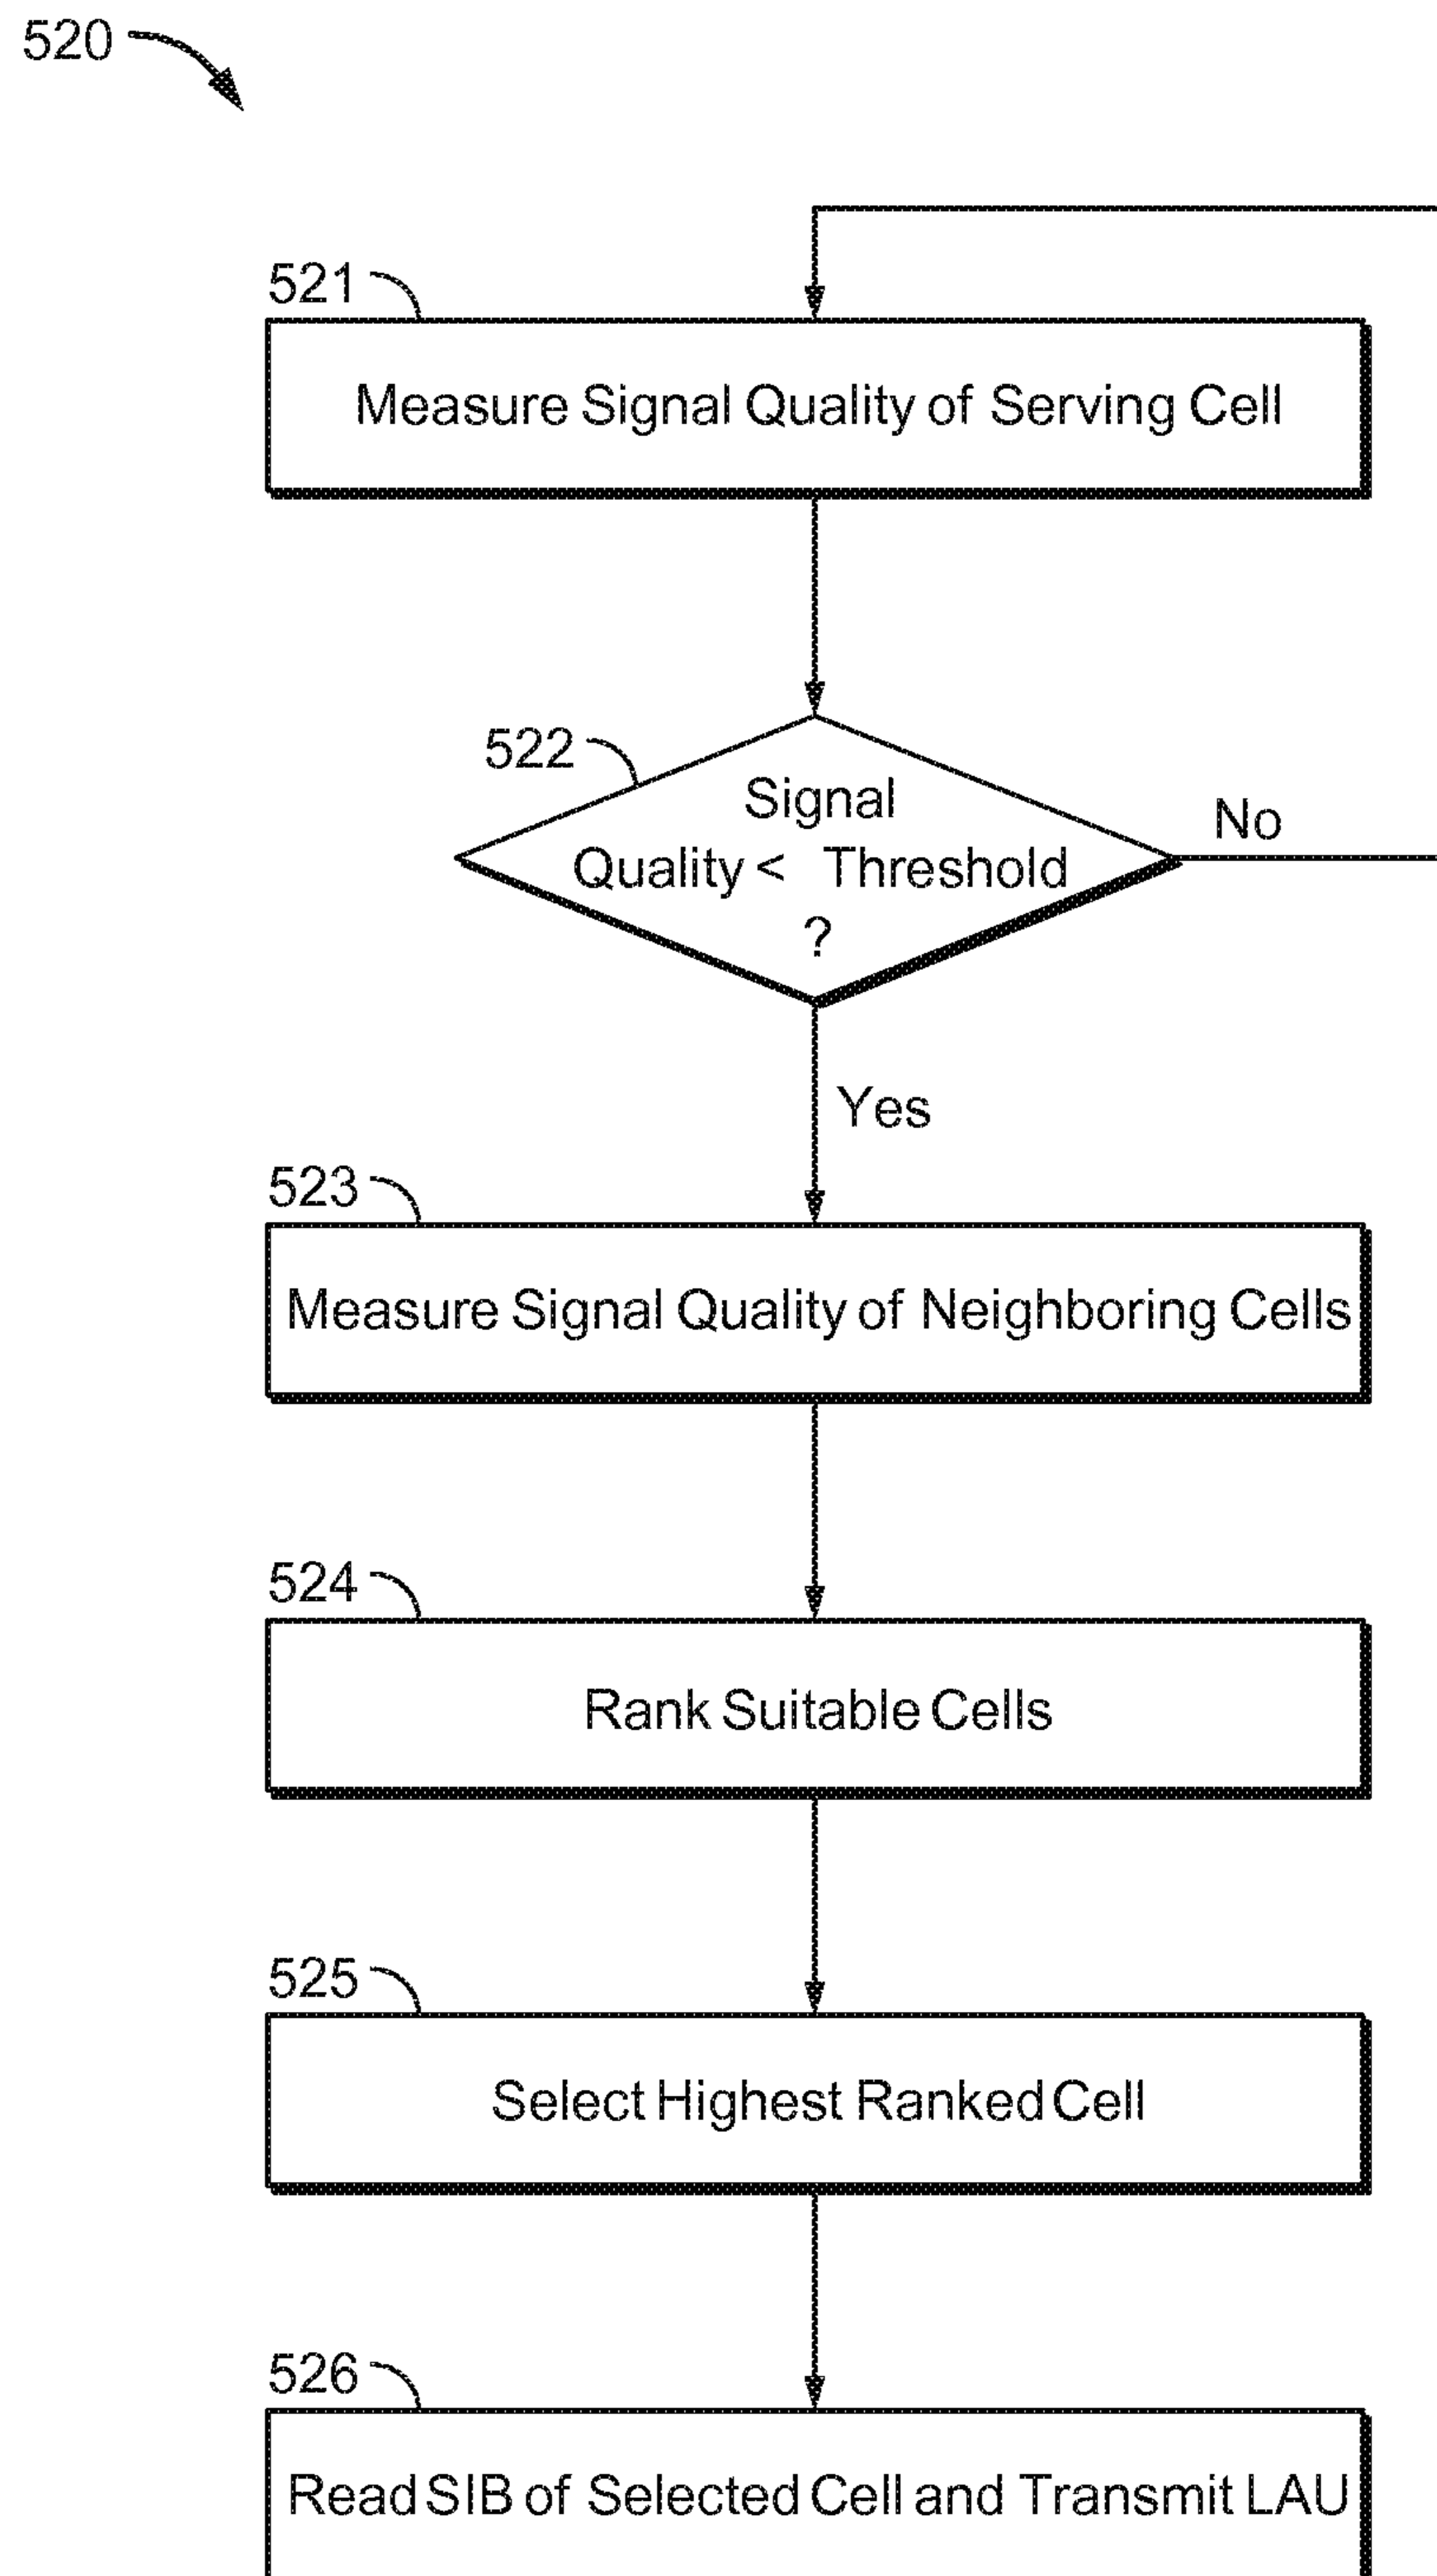 520
521
Measure Signal Quality of Serving Cell
522
Signal
Quality < Threshold
?
No
Yes
523
Measure Signal Quality of Neighboring Cells
524
Rank Suitable Cells
525
Select Highest Ranked Cell
526
Read SIB of Selected Cell and Transmit LAU